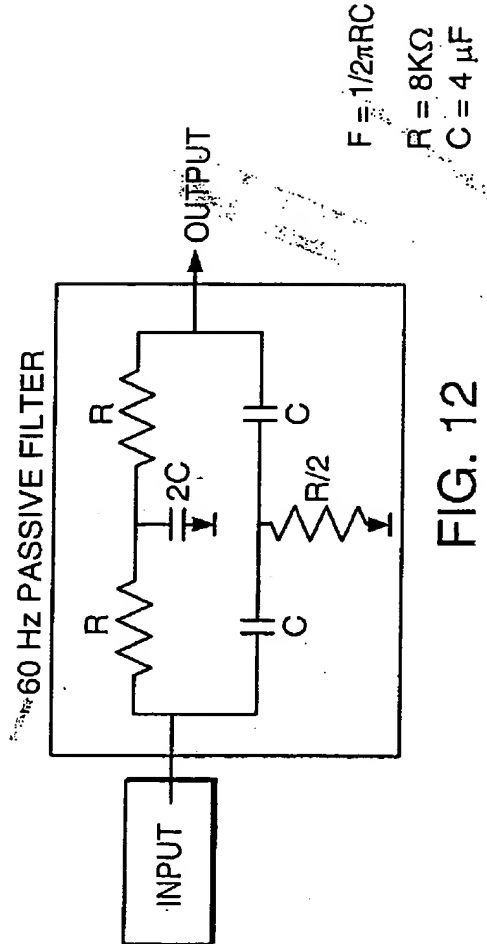 60 Hz PASSIVE FILTER
INPUT
R
R
2C
C
C
R/2
OUTPUT
F = 1/2πRC
R = 8KΩ
C = 4 µF
FIG. 12